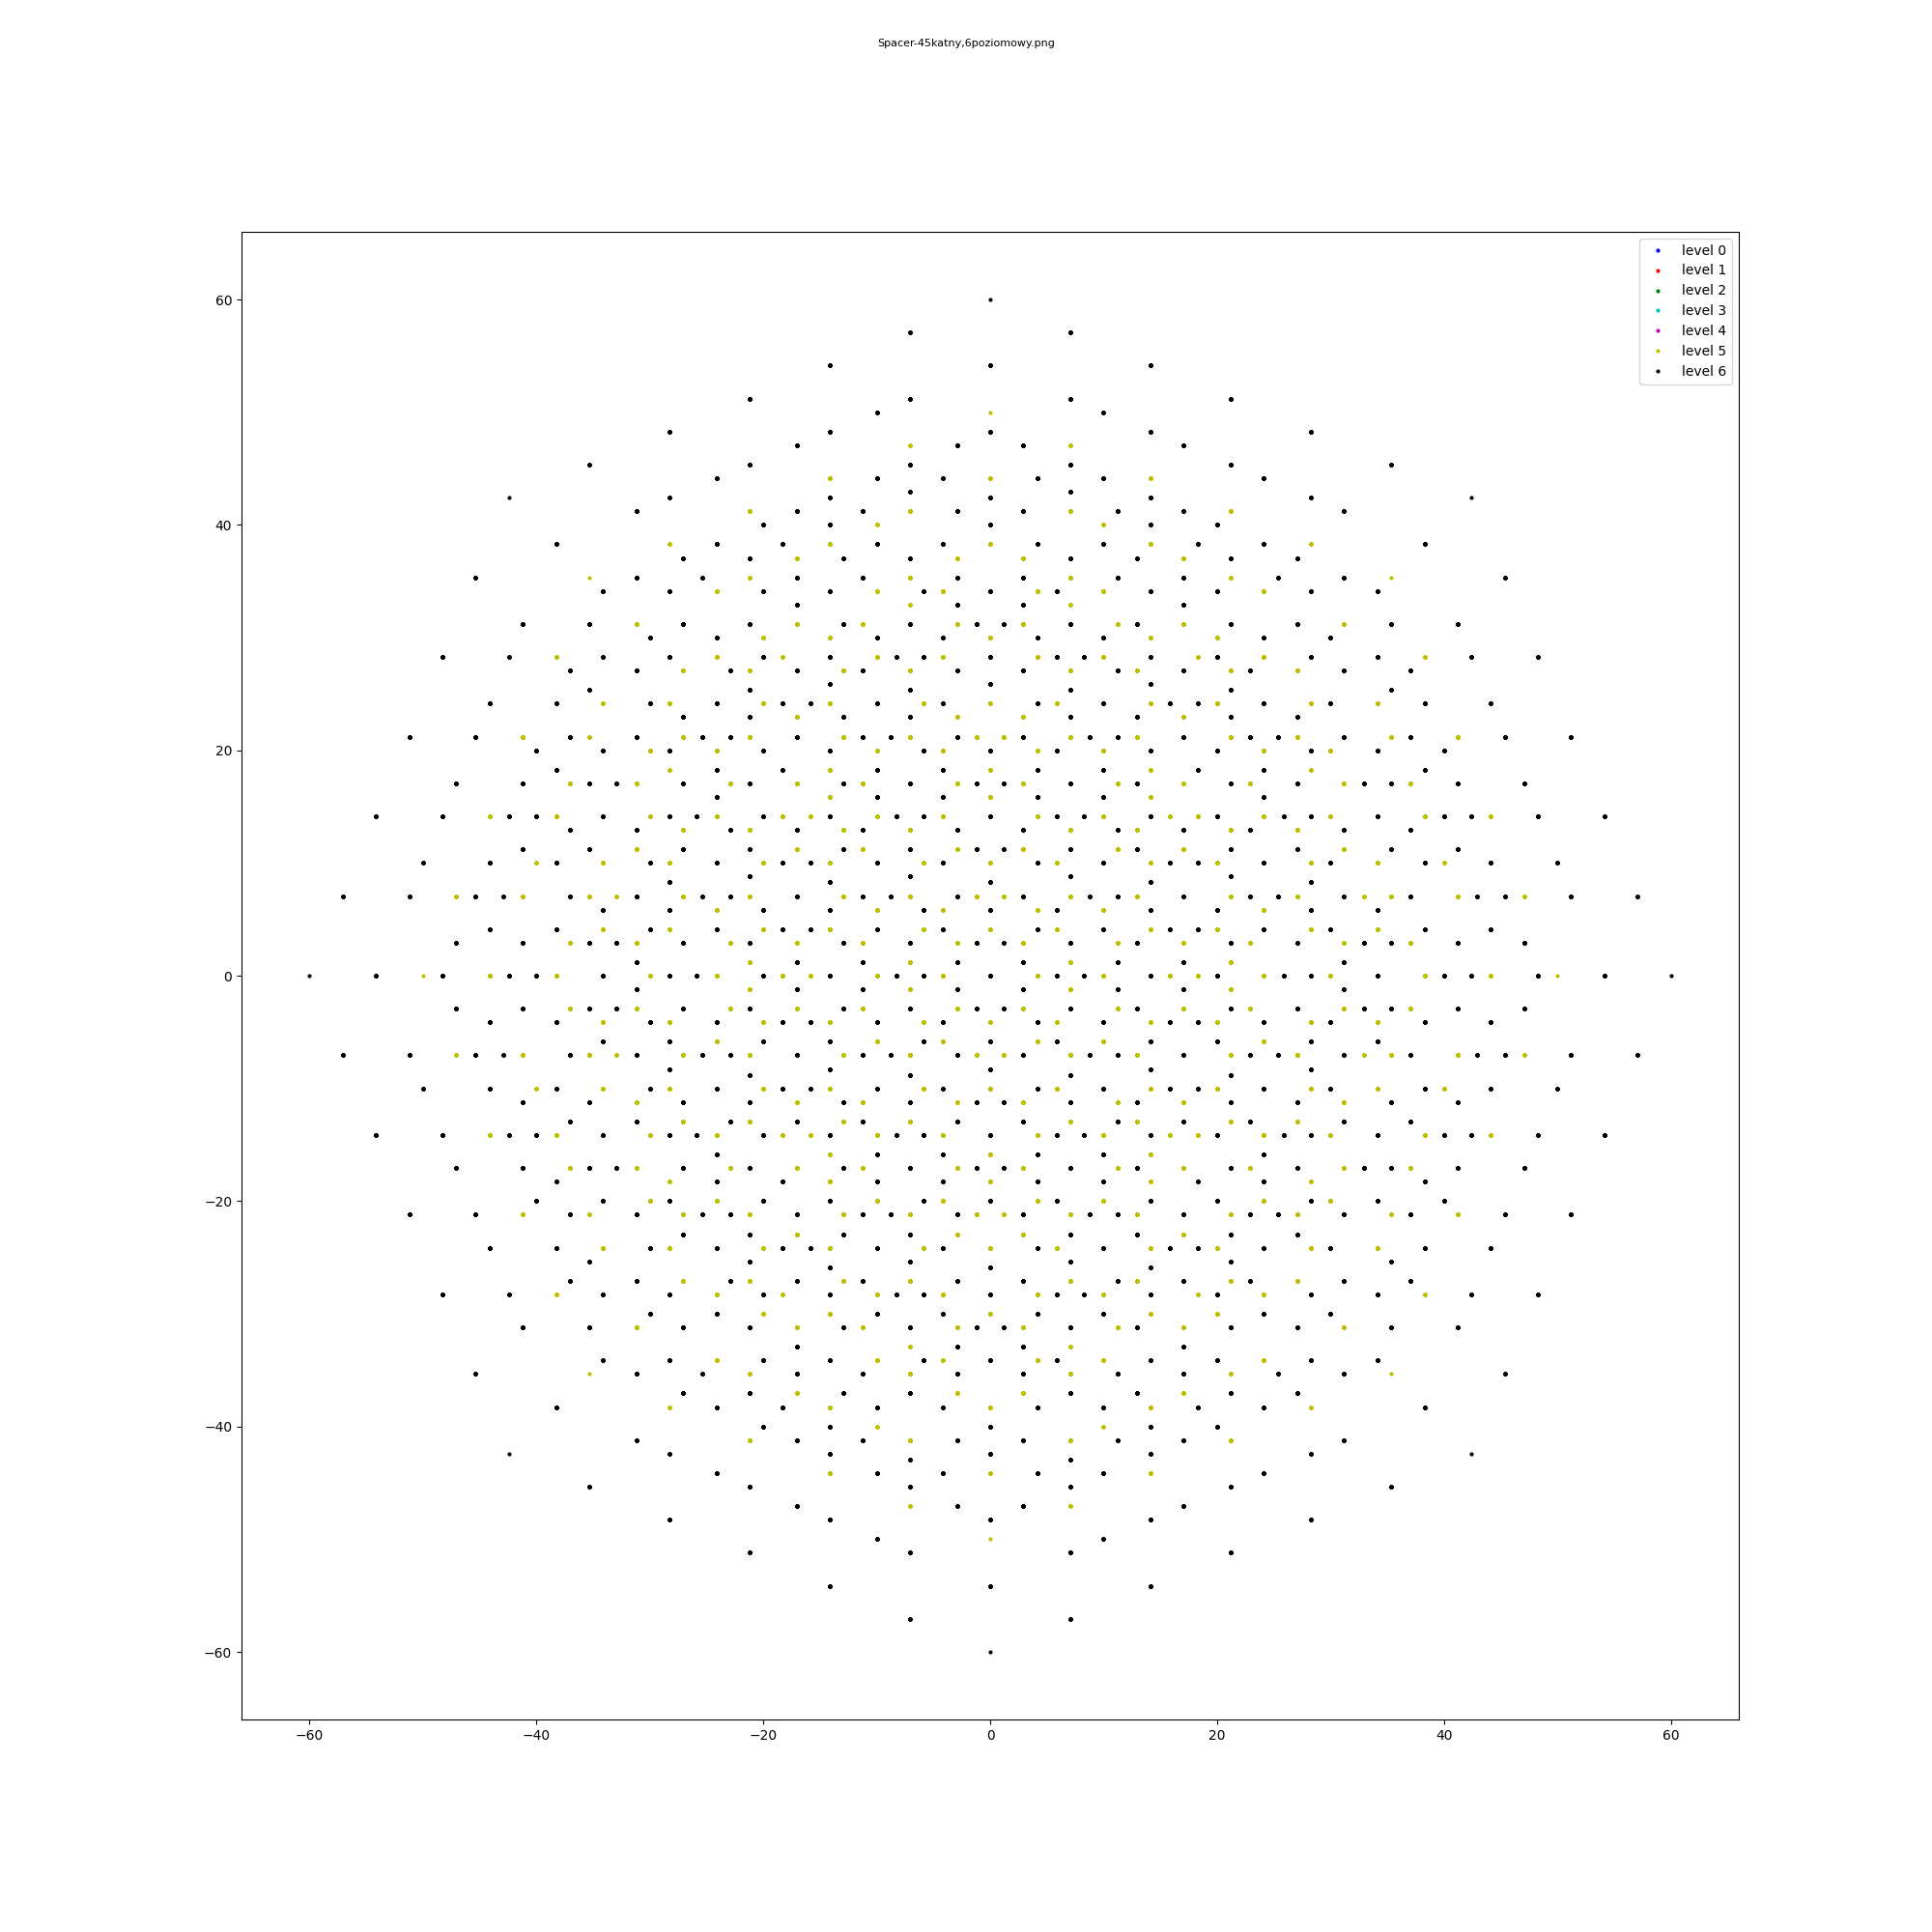 Spacer-45katny,6poziomowy.png
level 0
level 1
level 2
level 3
level 4
level 5
level 6
60
40
20
0
−20
−40
−60
−60 −40 −20 0 20 40 60